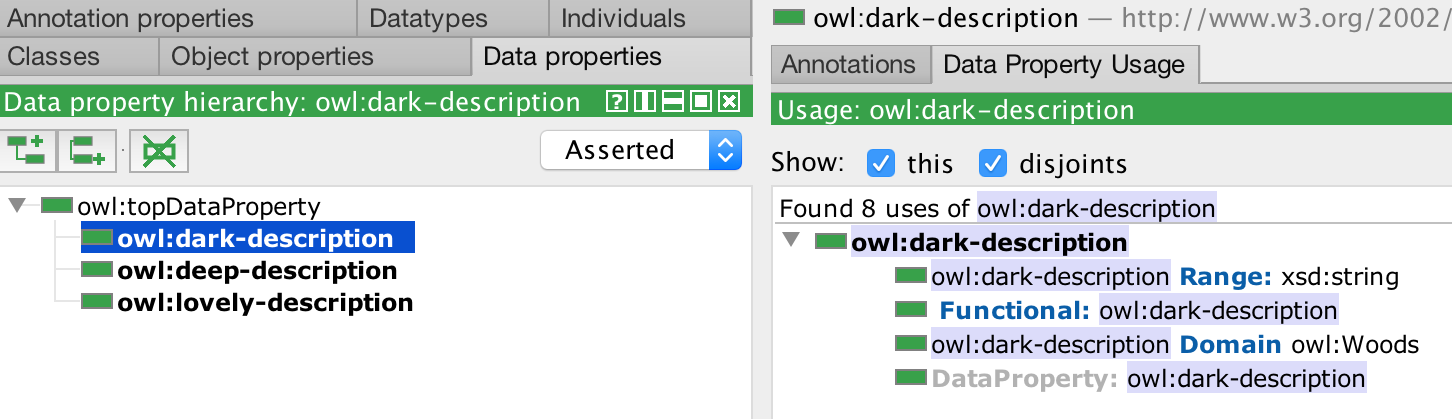 Annotation properties Datatypes Individuals
Classes Object properties Data properties
Data property hierarchy: owl:dark-description
Asserted
owl:topDataProperty
owl:dark-description
owl:deep-description
owl:lovely-description
owl:dark-description — http://www.w3.org/2002/
Annotations Data Property Usage
Usage: owl:dark-description
Show: this disjoints
Found 8 uses of owl:dark-description
owl:dark-description
owl:dark-description Range: xsd:string
Functional: owl:dark-description
owl:dark-description Domain owl:Woods
DataProperty: owl:dark-description